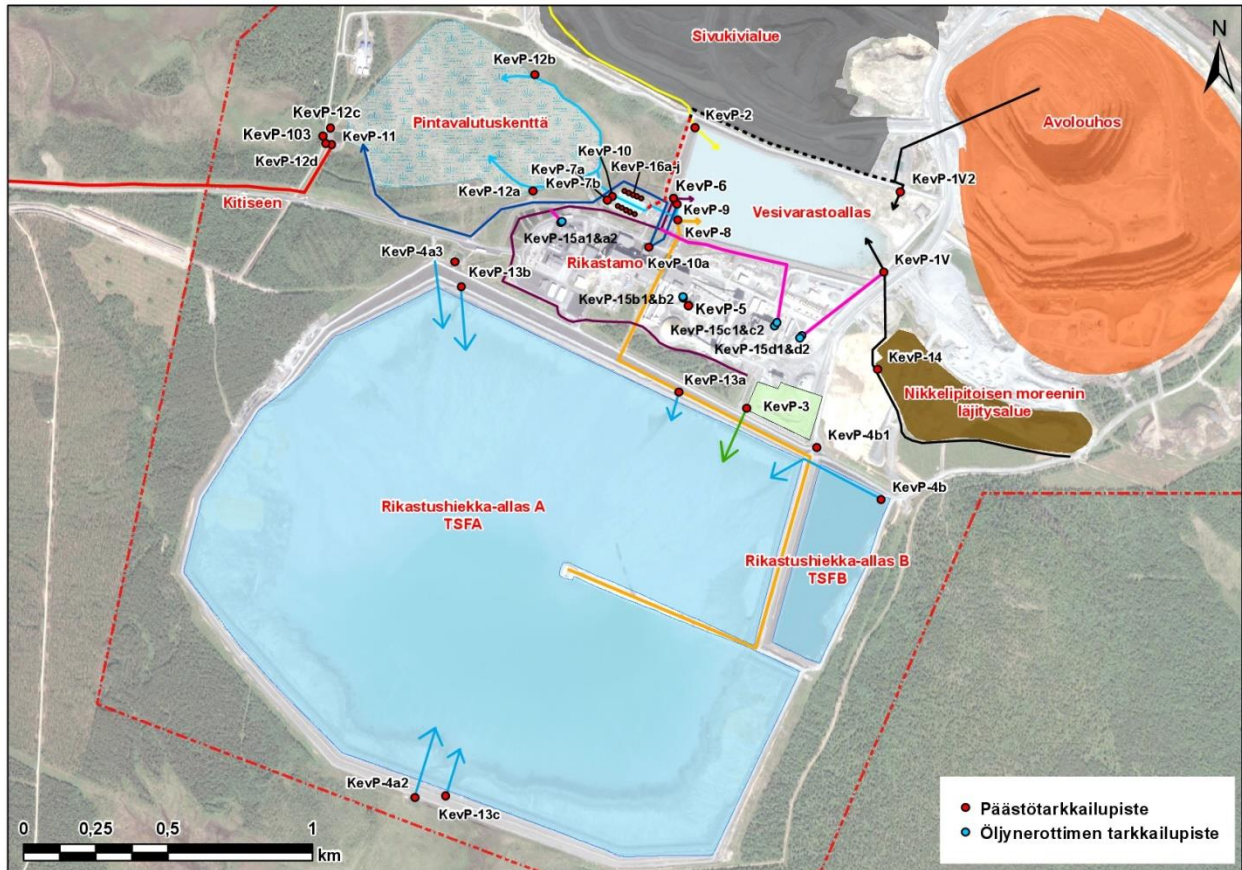 Sivukivialue
N
KevP-12b
KevP-2
Avolouhos
KevP-12c
KevP-103
KevP-11
Pintavalutuskenttä
KevP-10
KevP-12d
KevP-7a
KevP-16a-j
KevP-7b
KevP-6
KevP-1V2
Kitiseen
KevP-12a
KevP-9
Vesivarastoallas
KevP-8
KevP-15a1&a2
KevP-4a3
Rikastamo
KevP-10a
KevP-1V
KevP-13b
KevP-15b1&b2
KevP-5
KevP-15c1&c2
KevP-15d1&d2
KevP-14
KevP-13a
Nikkelipitoisen moreenin
läjitysalue
KevP-3
KevP-4b1
KevP-4b
Rikastushiekka-allas A
TSFA
Rikastushiekka-allas B
TSFB
KevP-4a2
KevP-13c
Päästötarkkailupiste
Öljynerottimen tarkkailupiste
0 0,25 0,5 1
km